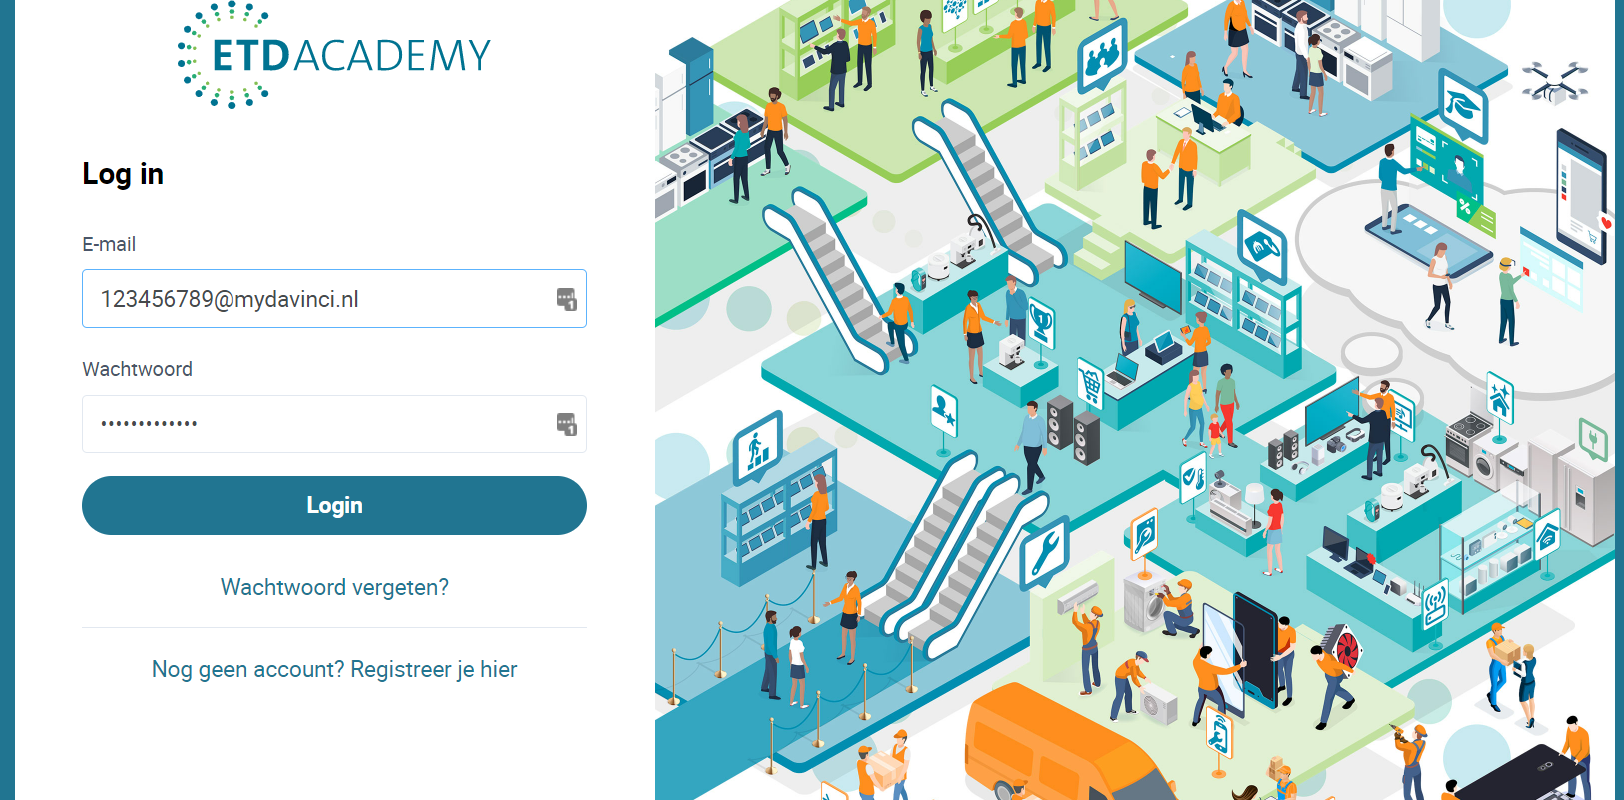 ETDACADEMY
Log in
E-mail
123456789@mydavinci.nl
Wachtwoord
•••••••••••••
Login
Wachtwoord vergeten?
Nog geen account? Registreer je hier